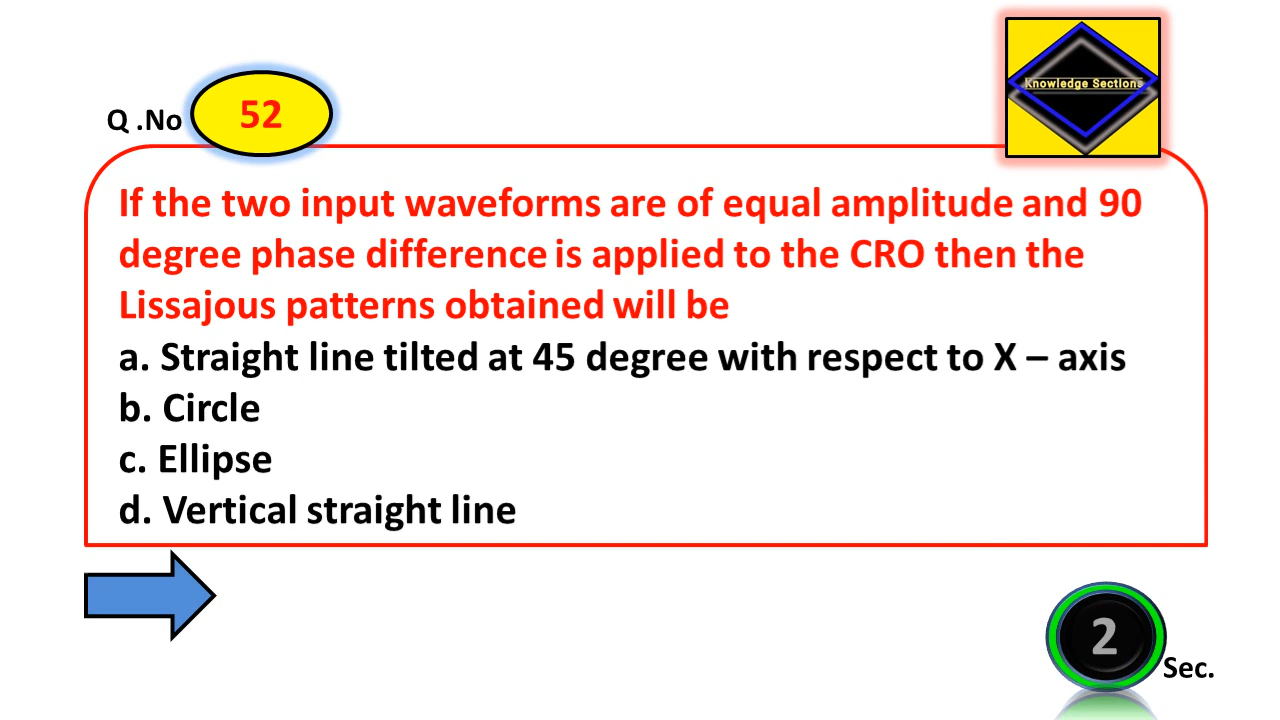 Knowledge Sections
Q .No 52
If the two input waveforms are of equal amplitude and 90
degree phase difference is applied to the CRO then the
Lissajous patterns obtained will be
a. Straight line tilted at 45 degree with respect to X – axis
b. Circle
c. Ellipse
d. Vertical straight line
2
Sec.